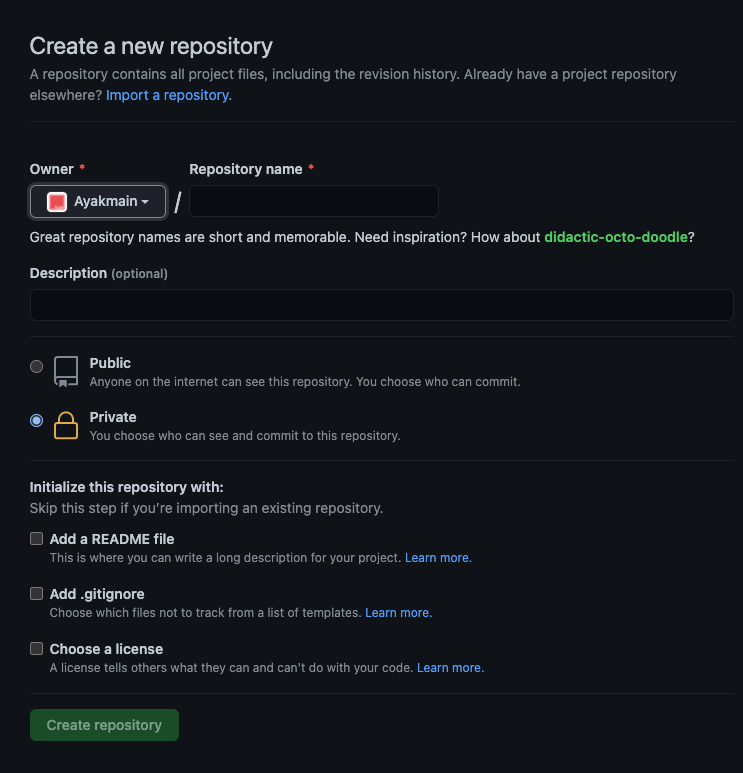 Create a new repository
A repository contains all project files, including the revision history. Already have a project repository
elsewhere? Import a repository.
Owner * Repository name *
Ayakmain /
Great repository names are short and memorable. Need inspiration? How about didactic-octo-doodle?
Description (optional)
Public
Anyone on the internet can see this repository. You choose who can commit.
Private
You choose who can see and commit to this repository.
Initialize this repository with:
Skip this step if you’re importing an existing repository.
Add a README file
This is where you can write a long description for your project. Learn more.
Add .gitignore
Choose which files not to track from a list of templates. Learn more.
Choose a license
A license tells others what they can and can't do with your code. Learn more.
Create repository